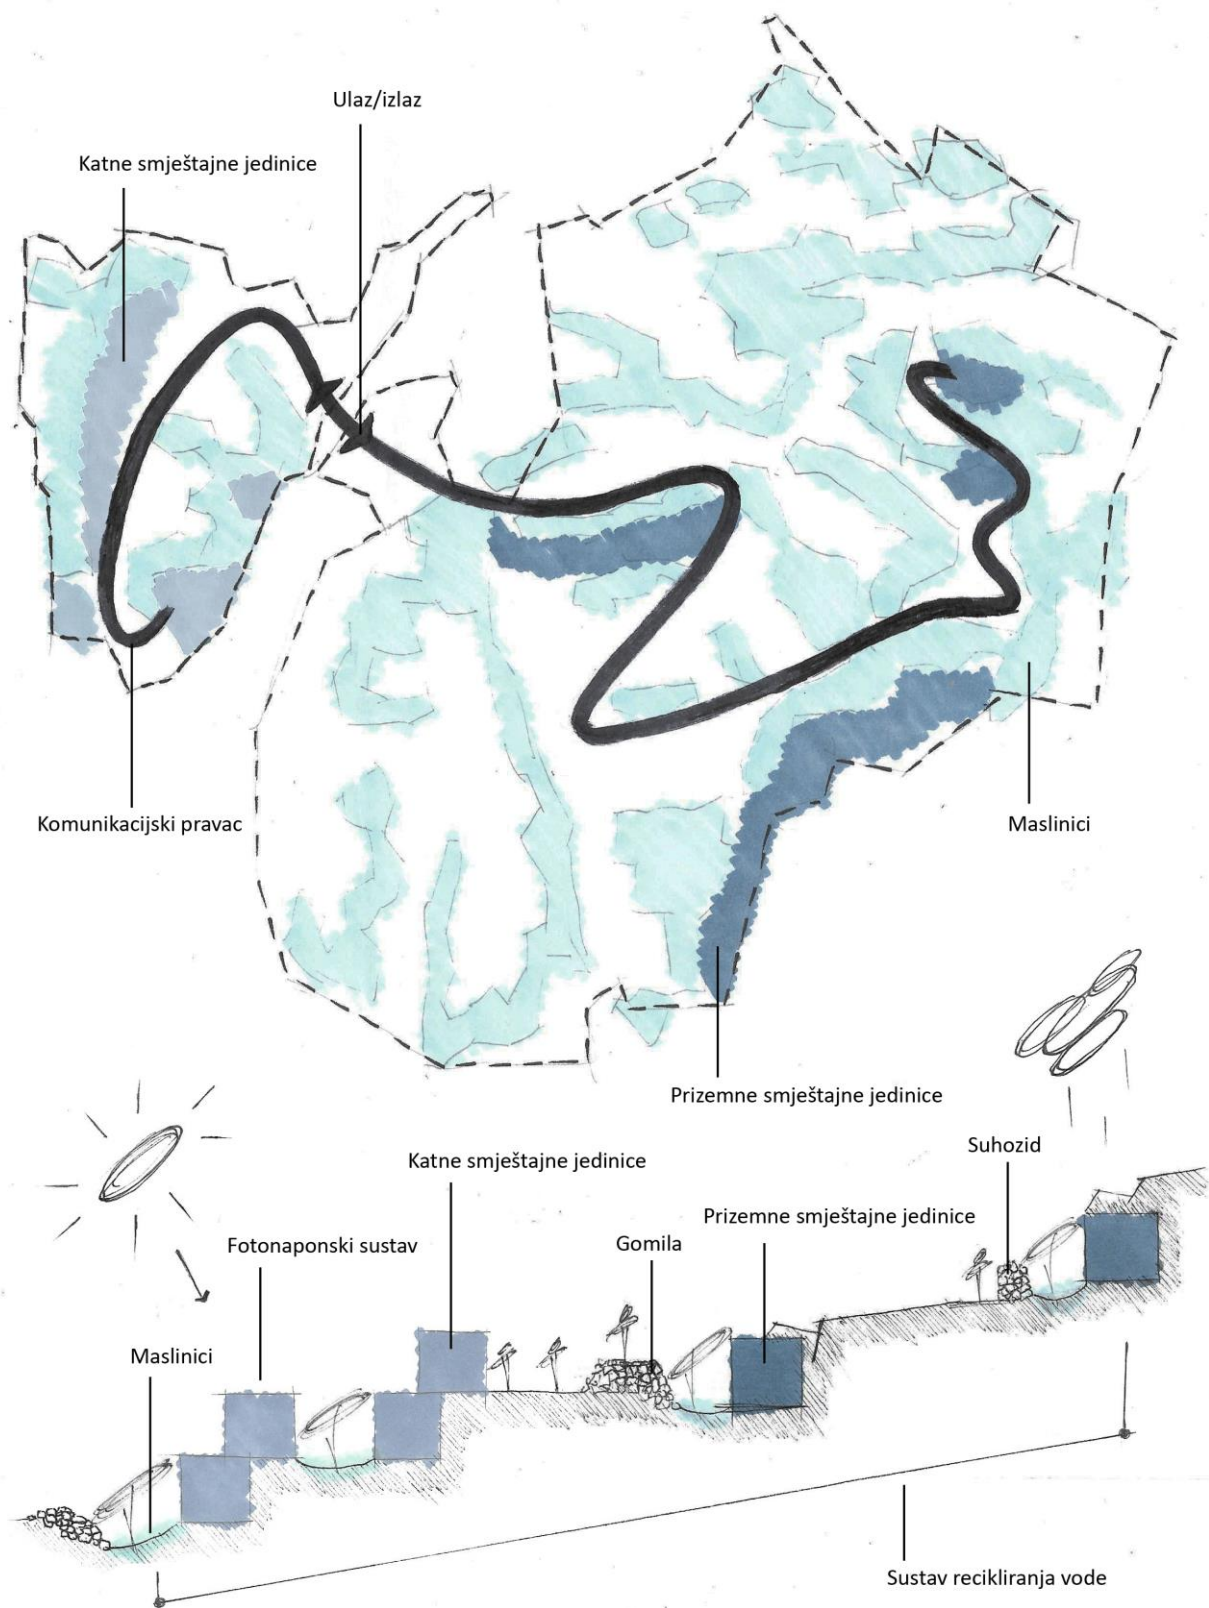 Ulaz/izlaz
Katne smještajne jedinice
Komunikacijski pravac
Maslinici
Prizemne smještajne jedinice
Suhozid
Katne smještajne jedinice
Prizemne smještajne jedinice
Gomila
Fotonaponski sustav
Maslinici
Sustav recikliranja vode